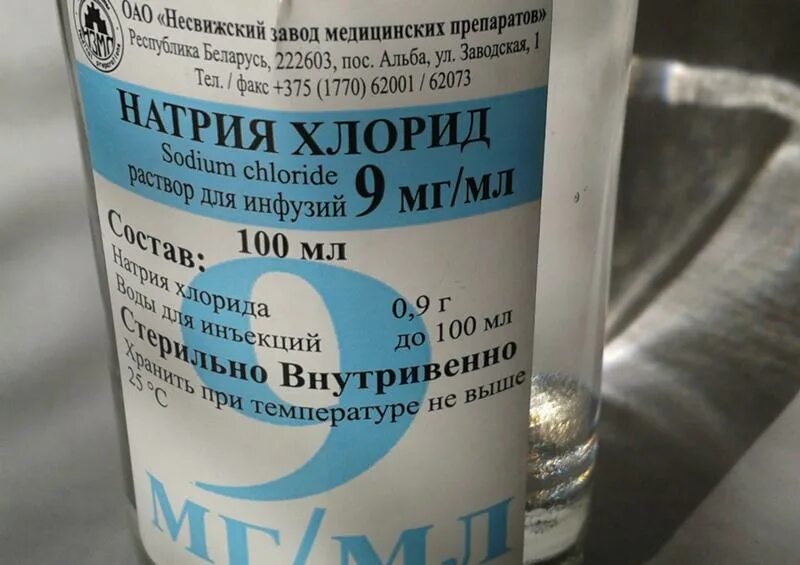 ОАО «Несвижский завод медицинских препаратов»
Республика Беларусь, 222603, пос. Альба, ул. Заводская, 1
Тел. / факс +375 (1770) 62001 / 62073
НАТРИЯ ХЛОРИД
Sodium chloride
раствор для инфузий 9 мг/мл
100 мл
Состав:
Натрия хлорида 0,9 г
Воды для инъекций до 100 мл
Стерильно Внутривенно
Хранить при температуре не выше
25 °C
9
мг/мл